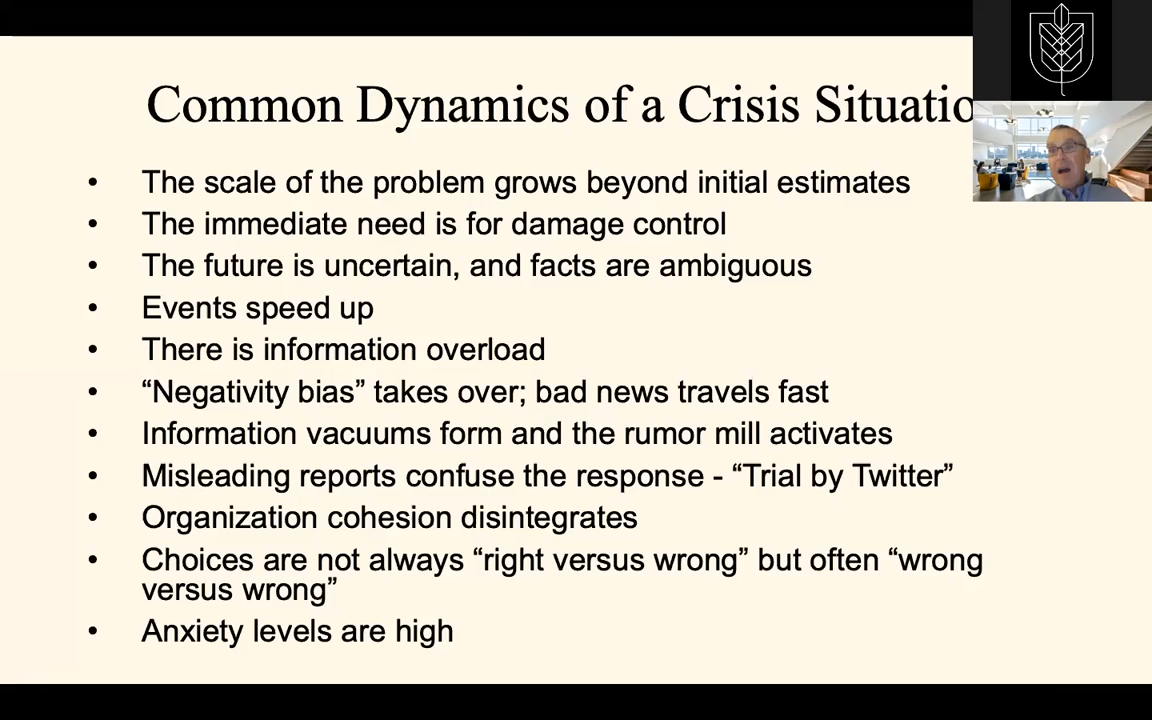 Common Dynamics of a Crisis Situatio
• The scale of the problem grows beyond initial estimates
• The immediate need is for damage control
• The future is uncertain, and facts are ambiguous
• Events speed up
• There is information overload
• “Negativity bias” takes over; bad news travels fast
• Information vacuums form and the rumor mill activates
• Misleading reports confuse the response - “Trial by Twitter”
• Organization cohesion disintegrates
• Choices are not always “right versus wrong” but often “wrong
versus wrong”
• Anxiety levels are high